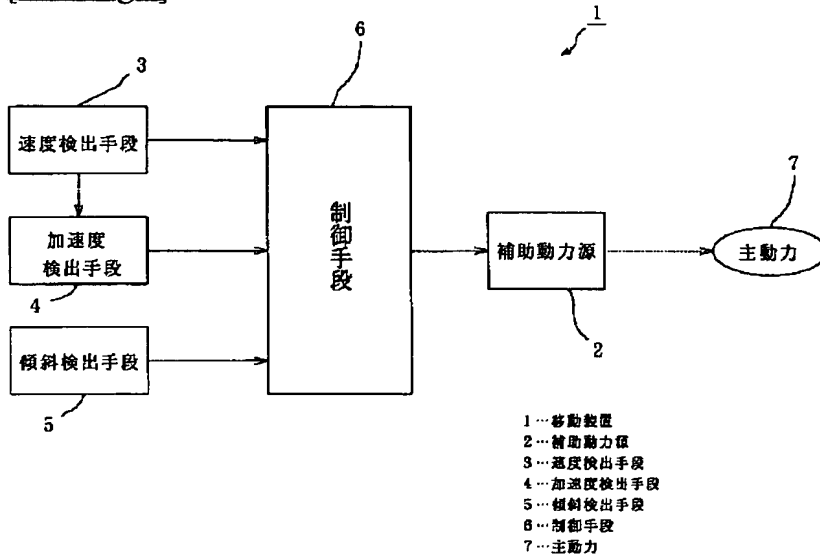 1
6
3
速度検出手段
7
制御手段
加速度
検出手段
補助動力源
主動力
4
傾斜検出手段
2
5
1…移動装置
2…補助動力源
3…速度検出手段
4…加速度検出手段
5…傾斜検出手段
6…制御手段
7…主動力